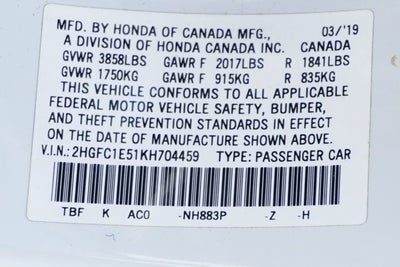 MFD. BY HONDA OF CANADA MFG., 03/'19
A DIVISION OF HONDA CANADA INC. CANADA
GVWR 3858LBS GAWR F 2017LBS R 1841LBS
GVWR 1750KG GAWR F 915KG R 835KG
THIS VEHICLE CONFORMS TO ALL APPLICABLE
FEDERAL MOTOR VEHICLE SAFETY, BUMPER,
AND THEFT PREVENTION STANDARDS IN EFFECT
ON THE DATE OF MANUFACTURE SHOWN ABOVE.
V.I.N.: 2HGFC1E51KH704459 TYPE: PASSENGER CAR
TBF K AC0 -NH883P -Z -H